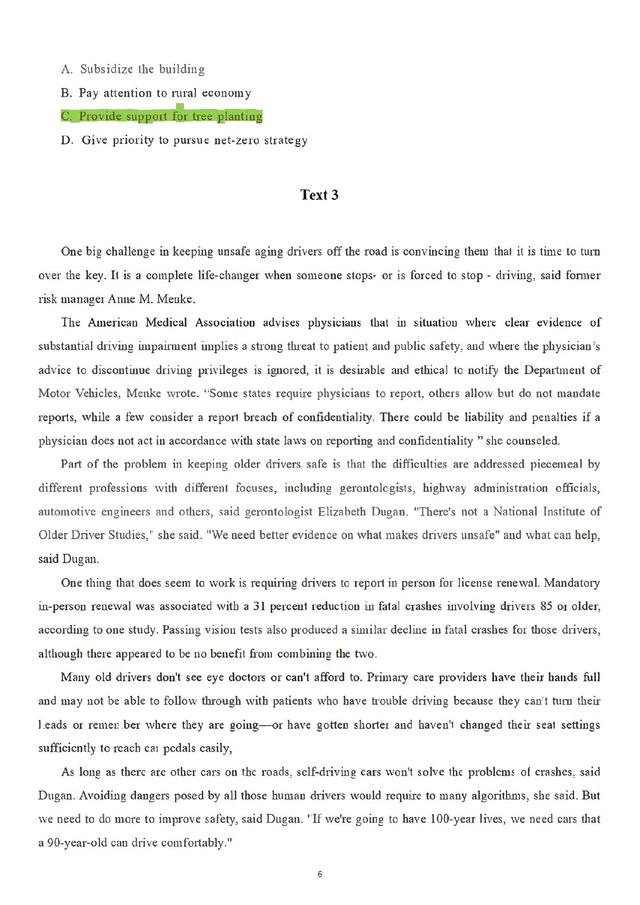 A. Subsidize the building
B. Pay attention to rural economy
C. Provide support for tree planting
D. Give priority to pursue net-zero strategy
Text 3
One big challenge in keeping unsafe aging drivers off the road is convincing them that it is time to turn
over the key. It is a complete life-changer when someone stops- or is forced to stop - driving, said former
risk manager Anne M. Menke.
The American Medical Association advises physicians that in situation where clear evidence of
substantial driving impairment implies a strong threat to patient and public safety, and where the physician's
advice to discontinue driving privileges is ignored, it is desirable and ethical to notify the Department of
Motor Vehicles, Menke wrote. "Some states require physicians to report, others allow but do not mandate
reports, while a few consider a report breach of confidentiality. There could be liability and penalties if a
physician does not act in accordance with state laws on reporting and confidentiality " she counseled.
Part of the problem in keeping older drivers safe is that the difficulties are addressed piecemeal by
different professions with different focuses, including gerontologists, highway administration officials,
automotive engineers and others, said gerontologist Elizabeth Dugan. "There's not a National Institute of
Older Driver Studies," she said. "We need better evidence on what makes drivers unsafe" and what can help,
said Dugan.
One thing that does seem to work is requiring drivers to report in person for license renewal. Mandatory
in-person renewal was associated with a 31 percent reduction in fatal crashes involving drivers 85 or older,
according to one study. Passing vision tests also produced a similar decline in fatal crashes for those drivers,
although there appeared to be no benefit from combining the two.
Many old drivers don't see eye doctors or can't afford to. Primary care providers have their hands full
and may not be able to follow through with patients who have trouble driving because they can't turn their
heads or remember where they are going—or have gotten shorter and haven't changed their seat settings
sufficiently to reach car pedals easily,
As long as there are other cars on the roads, self-driving cars won't solve the problems of crashes, said
Dugan. Avoiding dangers posed by all those human drivers would require to many algorithms, she said. But
we need to do more to improve safety, said Dugan. "If we're going to have 100-year lives, we need cars that
a 90-year-old can drive comfortably."
6